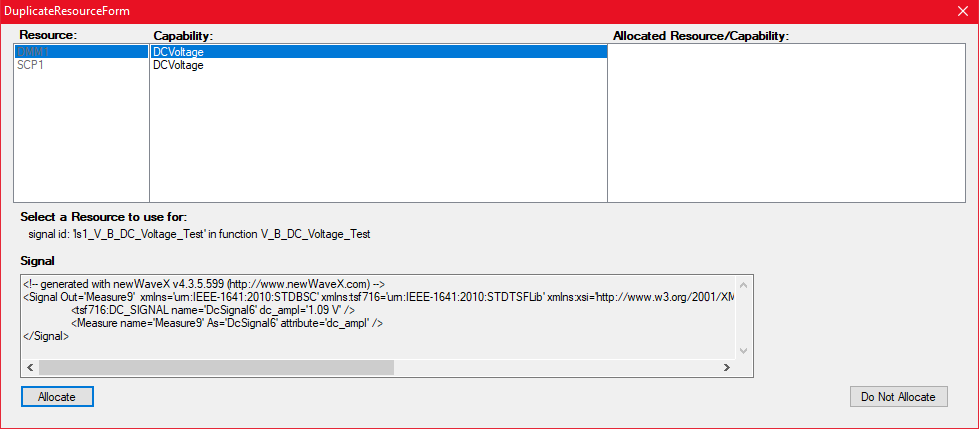 DuplicateResourceForm
Resource: Capability: Allocated Resource/Capability:
DMM1 DCVoltage
SCP1 DCVoltage
Select a Resource to use for:
signal id: 'ls1_V_B_DC_Voltage_Test' in function V_B_DC_Voltage_Test
Signal
<!-- generated with newWaveX v4.3.5.599 (http://www.newWaveX.com) -->
<Signal Out='Measure9' xmlns='urn:IEEE-1641:2010:STDBSC' xmlns:tsf716='urn:IEEE-1641:2010:STDTSFLib' xmlns:xsi='http://www.w3.org/2001/XM
<tsf716:DC_SIGNAL name='DcSignal6' dc_ampl='1.09 V' />
<Measure name='Measure9' As='DcSignal6' attribute='dc_ampl' />
</Signal>
Allocate Do Not Allocate